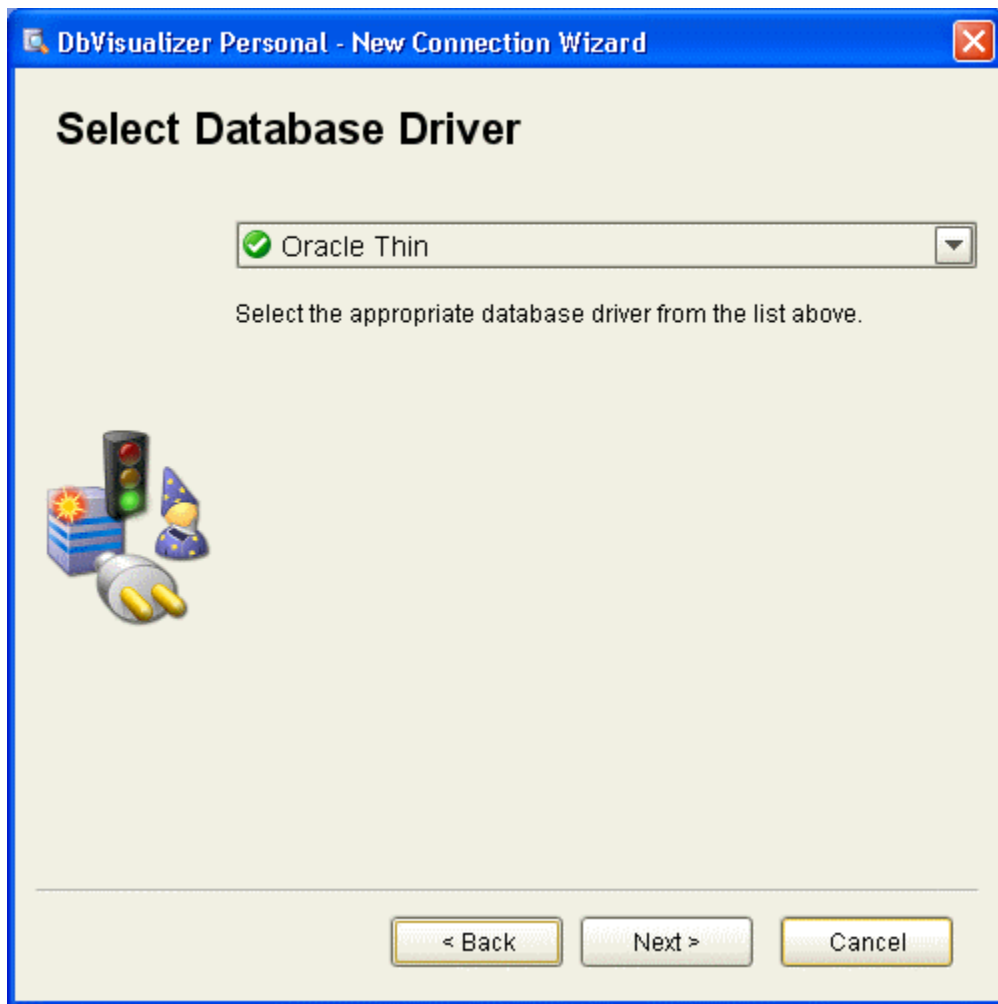 DbVisualizer Personal - New Connection Wizard
Select Database Driver
Oracle Thin
Select the appropriate database driver from the list above.
< Back
Next >
Cancel